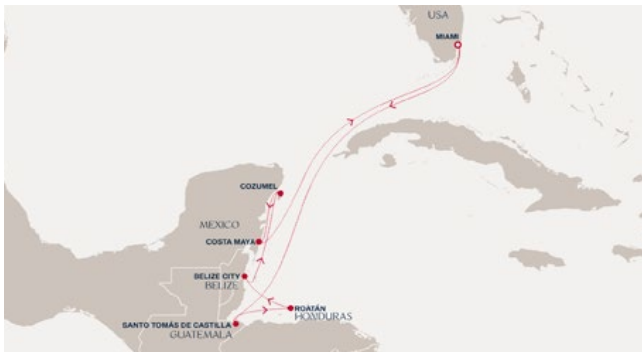 USA
MIAMI
COZUMEL
MEXICO
COSTA MAYA
BELIZE CITY
BELIZE
ROATÁN
HONDURAS
SANTO TOMÁS DE CASTILLA
GUATEMALA